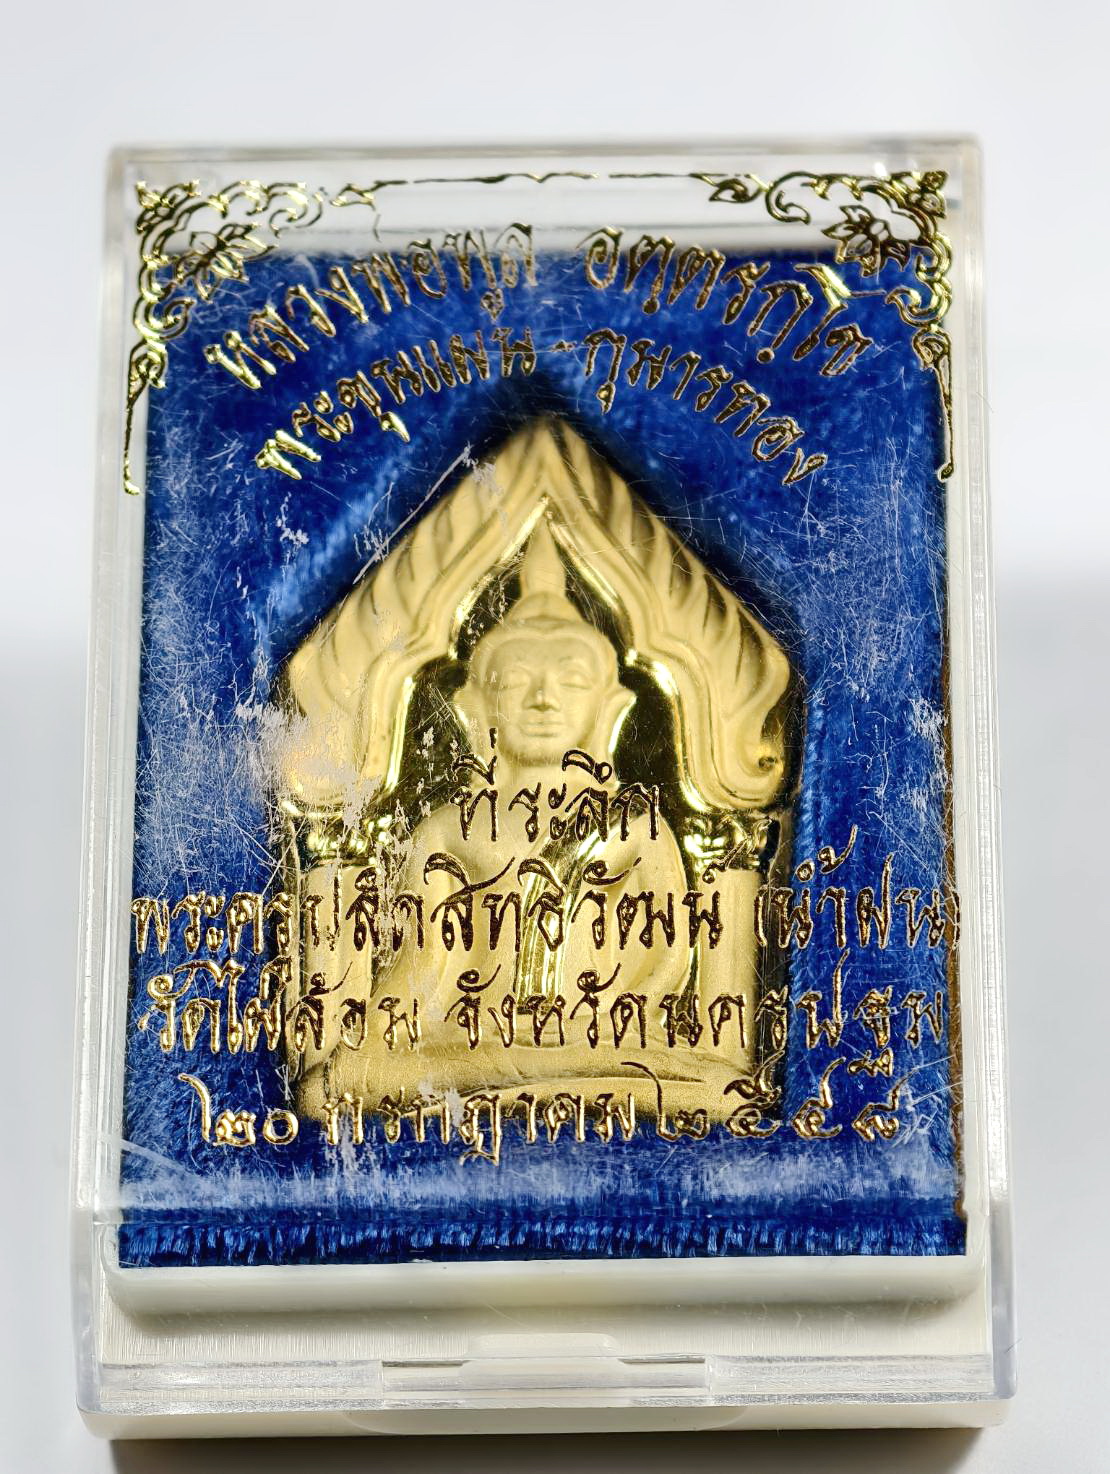 หลวงพ่อพูล อตฺตรกฺโข
พระขุนแผน - กุมารทอง
ที่ระลึก
พระครูปลัดสิทธิวัฒน์ (น้ำฝน)
วัดไผ่ล้อม จังหวัดนครปฐม
๒๐ กรกฎาคม ๒๕๔๘